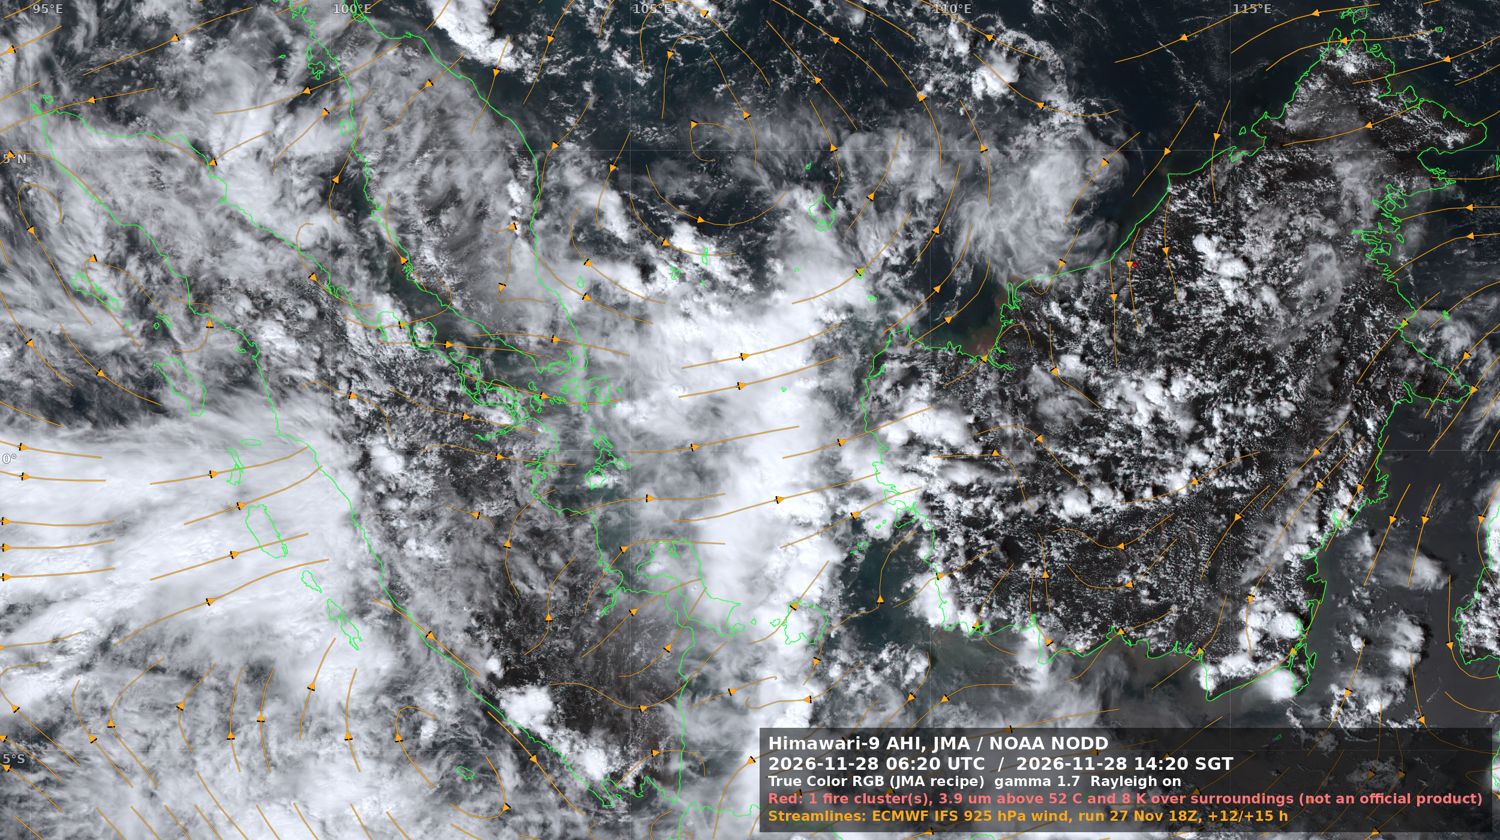 95°E
100°E
105°E
110°E
115°E
5°N
0°
5°S
Himawari-9 AHI, JMA / NOAA NODD
2026-11-28 06:20 UTC / 2026-11-28 14:20 SGT
True Color RGB (JMA recipe) gamma 1.7 Rayleigh on
Red: 1 fire cluster(s), 3.9 um above 52 C and 8 K over surroundings (not an official product)
Streamlines: ECMWF IFS 925 hPa wind, run 27 Nov 18Z, +12/+15 h